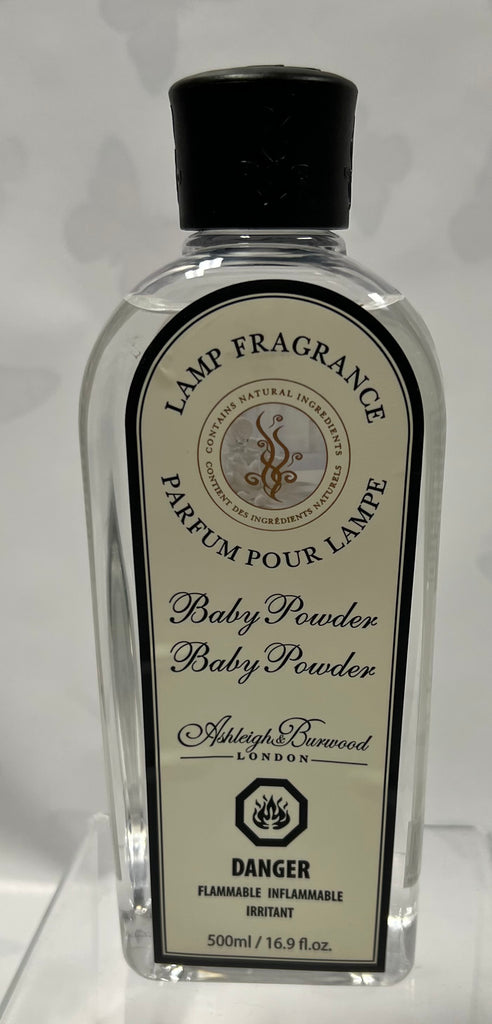 LAMP FRAGRANCE
CONTAINS NATURAL INGREDIENTS
CONTIENT DES INGRÉDIENTS NATURELS
PARFUM POUR LAMPE
Baby Powder
Baby Powder
Ashleigh & Burwood
LONDON
DANGER
FLAMMABLE INFLAMMABLE
IRRITANT
500ml / 16.9 fl.oz.